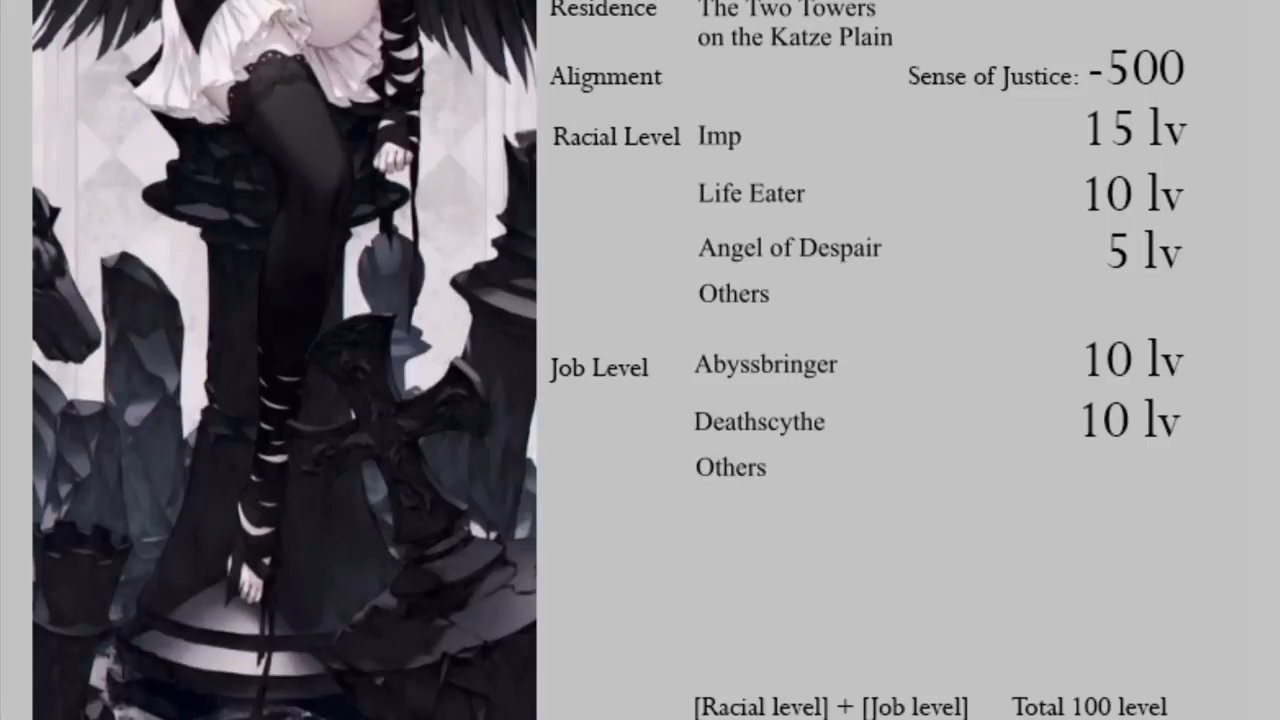 Residence The Two Towers
on the Katze Plain
Alignment Sense of Justice: -500
Racial Level Imp 15 lv
Life Eater 10 lv
Angel of Despair 5 lv
Others
Job Level Abyssbringer 10 lv
Deathscythe 10 lv
Others
[Racial level] + [Job level] Total 100 level